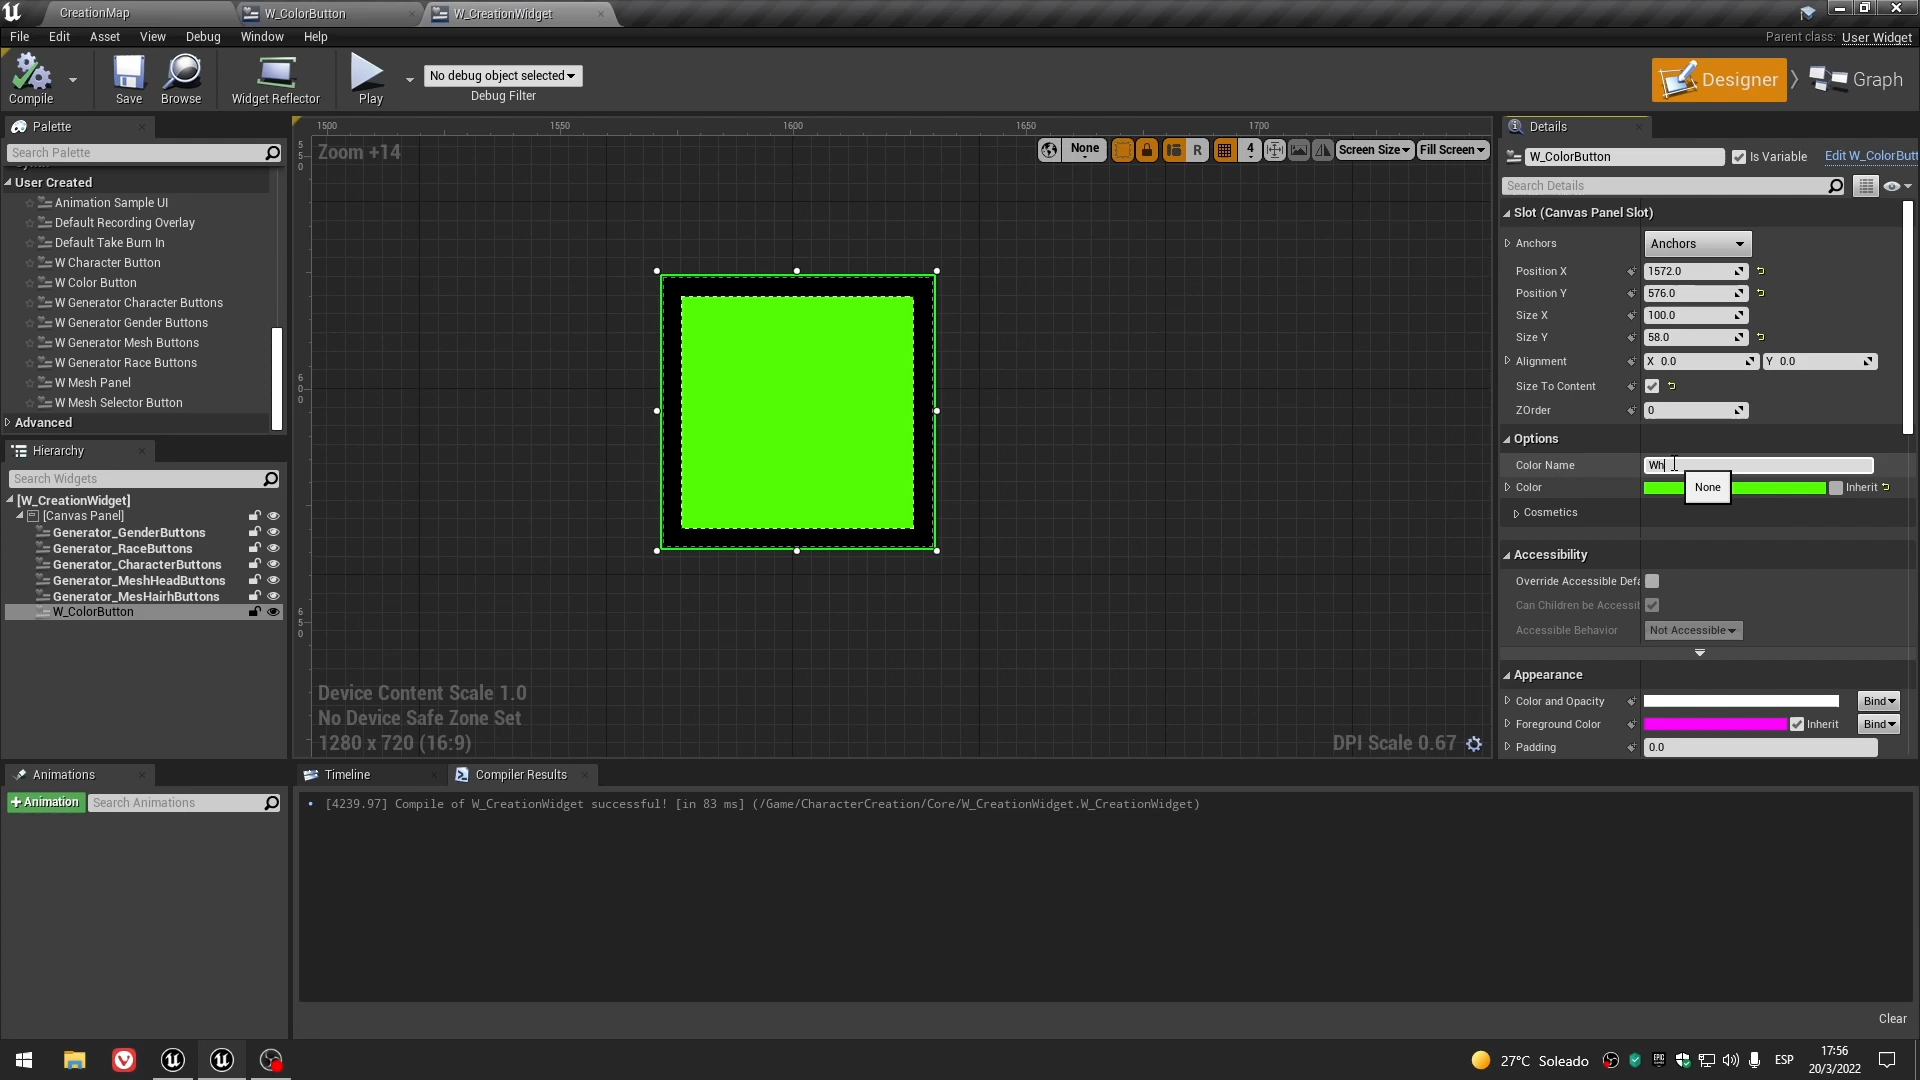 CreationMap
W_ColorButton
W_CreationWidget
File Edit Asset View Debug Window Help
Parent class: User Widget
Compile
Save
Browse
Widget Reflector
Play
No debug object selected
Debug Filter
Designer
Graph
Palette
Search Palette
User Created
Animation Sample UI
Default Recording Overlay
Default Take Burn In
W Character Button
W Color Button
W Generator Character Buttons
W Generator Gender Buttons
W Generator Mesh Buttons
W Generator Race Buttons
W Mesh Panel
W Mesh Selector Button
Advanced
Hierarchy
Search Widgets
[W_CreationWidget]
[Canvas Panel]
Generator_GenderButtons
Generator_RaceButtons
Generator_CharacterButtons
Generator_MeshHeadButtons
Generator_MesHairhButtons
W_ColorButton
Animations
+Animation
Search Animations
1500 1550 1600 1650 1700
5
5
0
6
0
0
6
5
0
Zoom +14
None
R
4
Screen Size
Fill Screen
Device Content Scale 1.0
No Device Safe Zone Set
1280 x 720 (16:9)
DPI Scale 0.67
Details
W_ColorButton
Is Variable
Edit W_ColorButt
Search Details
Slot (Canvas Panel Slot)
Anchors
Anchors
Position X 1572.0
Position Y 576.0
Size X 100.0
Size Y 58.0
Alignment X 0.0 Y 0.0
Size To Content
ZOrder 0
Options
Color Name Wh
Color
Inherit
None
Cosmetics
Accessibility
Override Accessible Defa
Can Children be Accessib
Accessible Behavior Not Accessible
Appearance
Color and Opacity Bind
Foreground Color Inherit Bind
Padding 0.0
Timeline
Compiler Results
• [4239.97] Compile of W_CreationWidget successful! [in 83 ms] (/Game/CharacterCreation/Core/W_CreationWidget.W_CreationWidget)
Clear
27°C Soleado
EPIC
ESP
17:56
20/3/2022